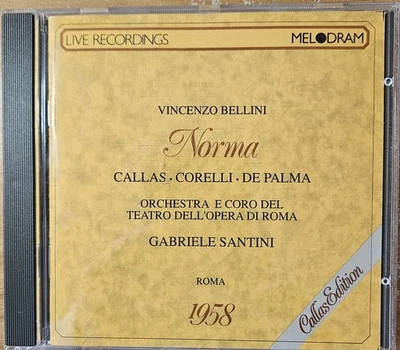 LIVE RECORDINGS MELODRAM
VINCENZO BELLINI
Norma
CALLAS · CORELLI · DE PALMA
ORCHESTRA E CORO DEL
TEATRO DELL'OPERA DI ROMA
GABRIELE SANTINI
ROMA
1958
Callas Edition